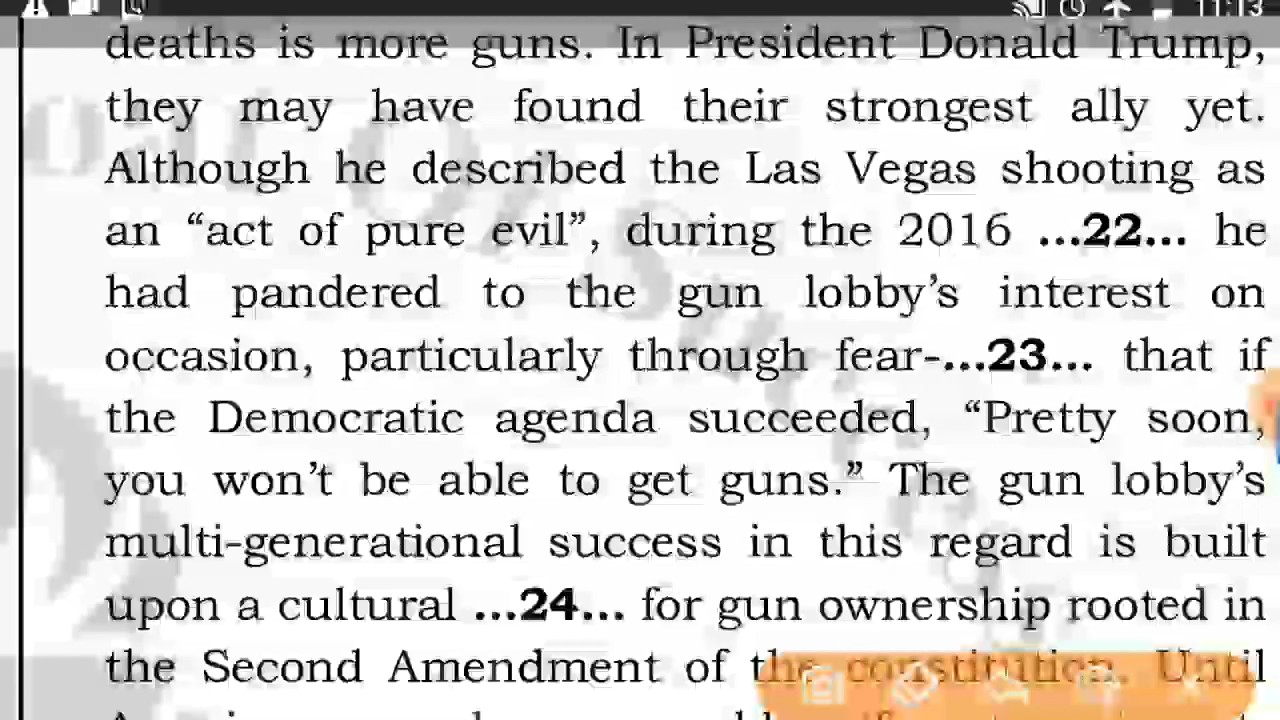 11:13
deaths is more guns. In President Donald Trump,
they may have found their strongest ally yet.
Although he described the Las Vegas shooting as
an “act of pure evil”, during the 2016 ...22... he
had pandered to the gun lobby’s interest on
occasion, particularly through fear-...23... that if
the Democratic agenda succeeded, “Pretty soon,
you won’t be able to get guns.” The gun lobby’s
multi-generational success in this regard is built
upon a cultural ...24... for gun ownership rooted in
the Second Amendment of the constitution. Until